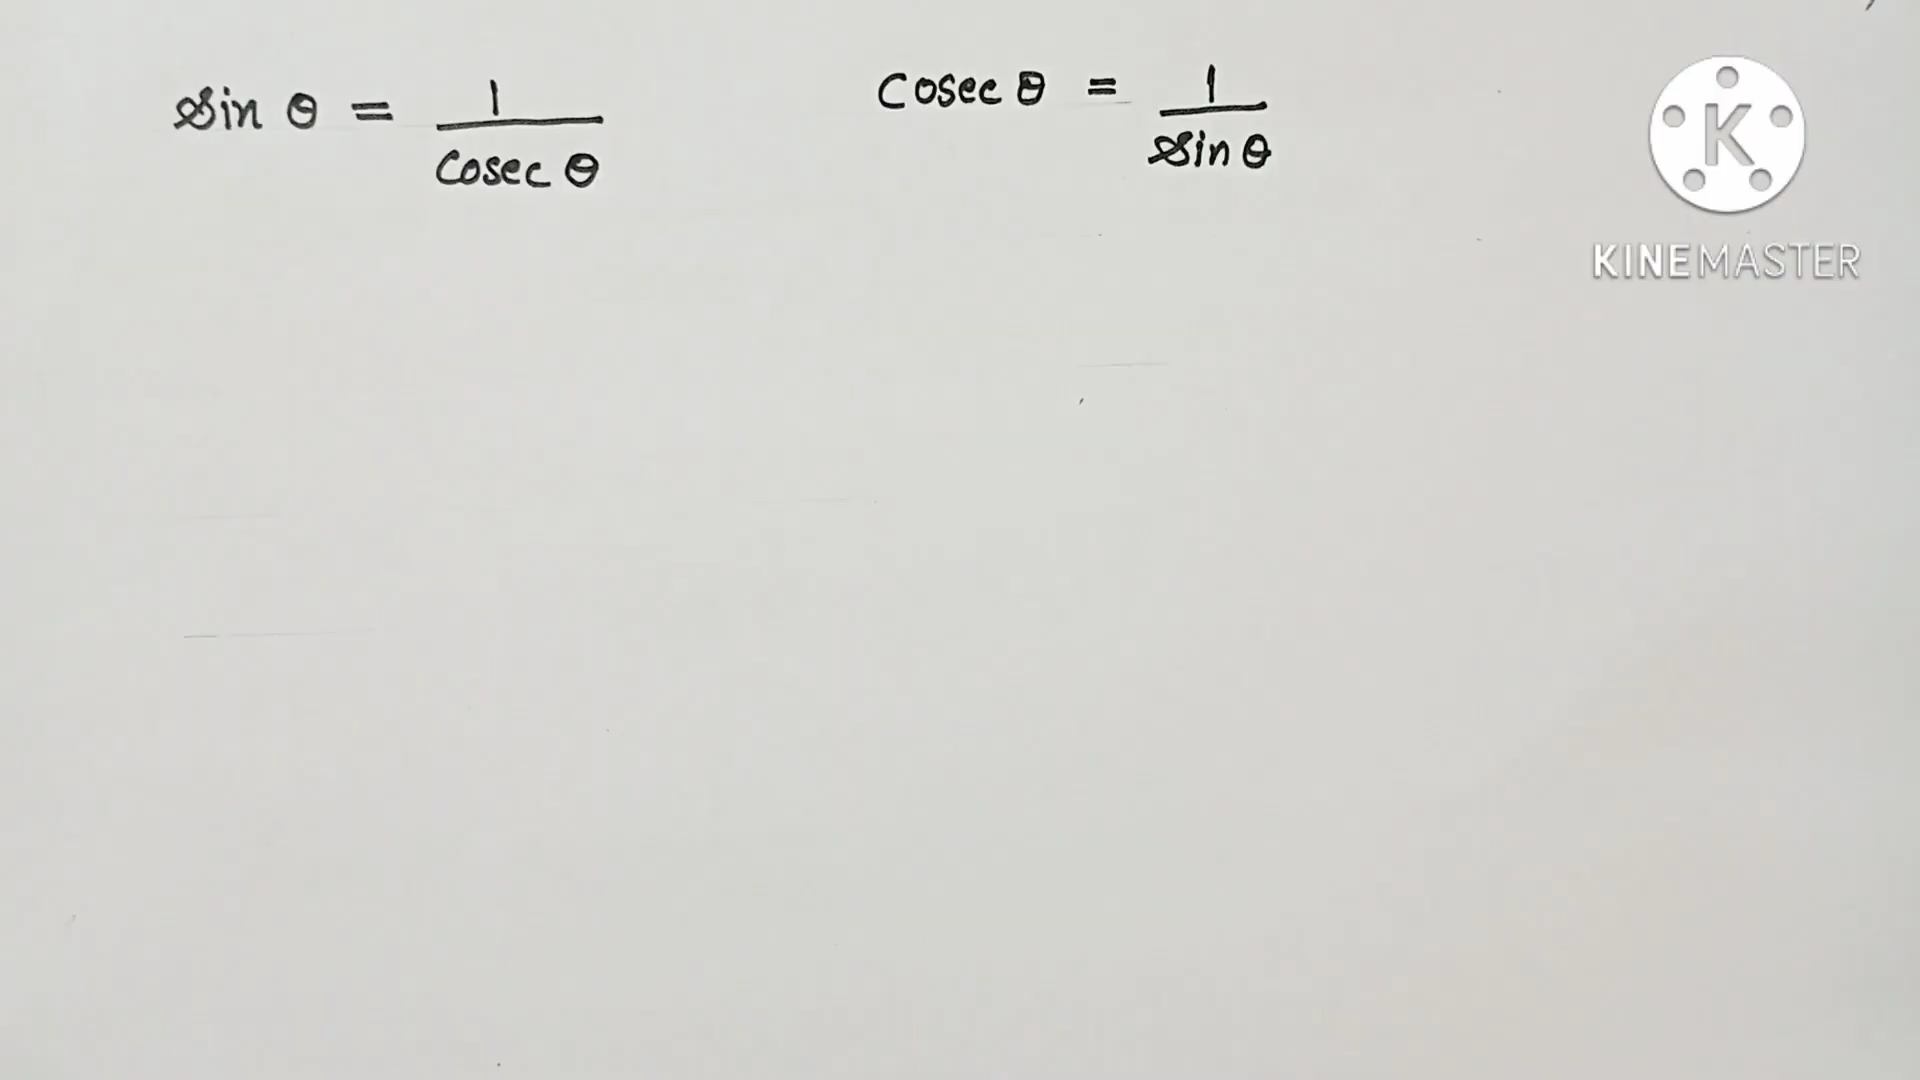 sin θ = 1/cosec θ
cosec θ = 1/sin θ
K
KINEMASTER